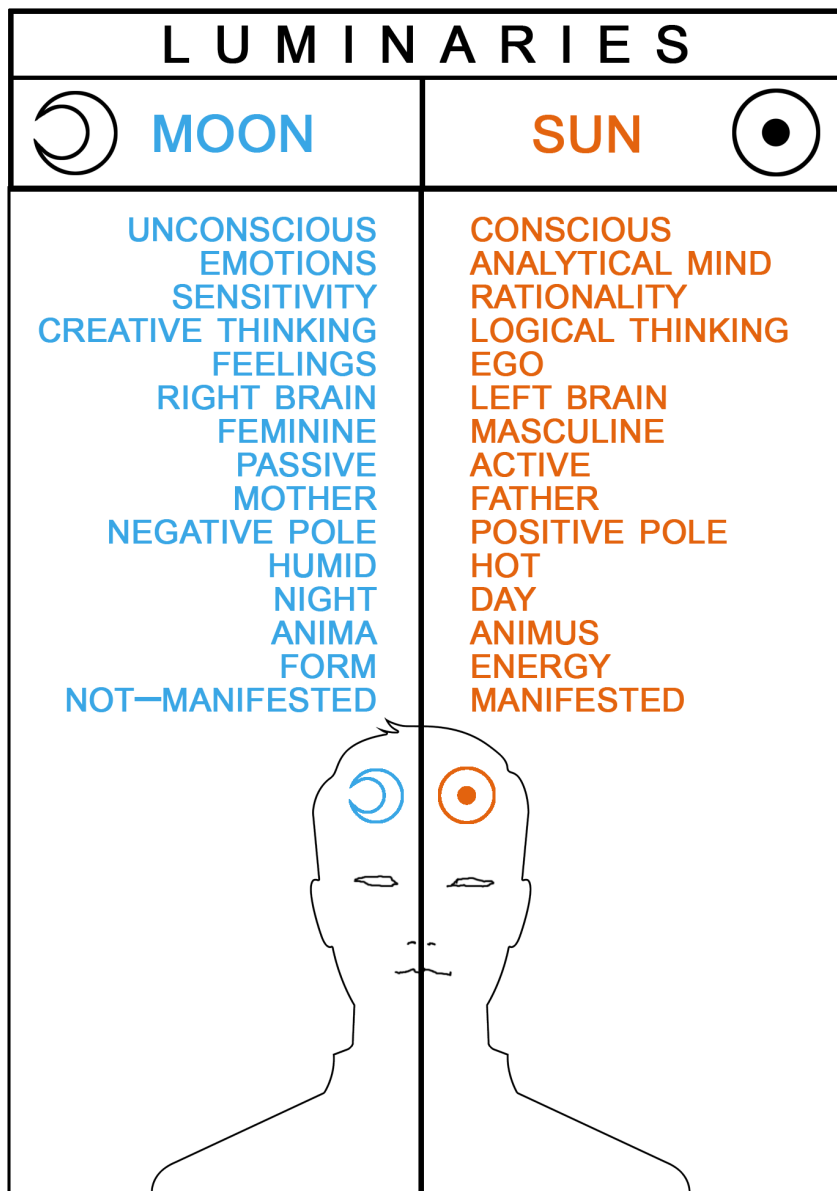 LUMINARIES
MOON
SUN
UNCONSCIOUS
EMOTIONS
SENSITIVITY
CREATIVE THINKING
FEELINGS
RIGHT BRAIN
FEMININE
PASSIVE
MOTHER
NEGATIVE POLE
HUMID
NIGHT
ANIMA
FORM
NOT—MANIFESTED
CONSCIOUS
ANALYTICAL MIND
RATIONALITY
LOGICAL THINKING
EGO
LEFT BRAIN
MASCULINE
ACTIVE
FATHER
POSITIVE POLE
HOT
DAY
ANIMUS
ENERGY
MANIFESTED